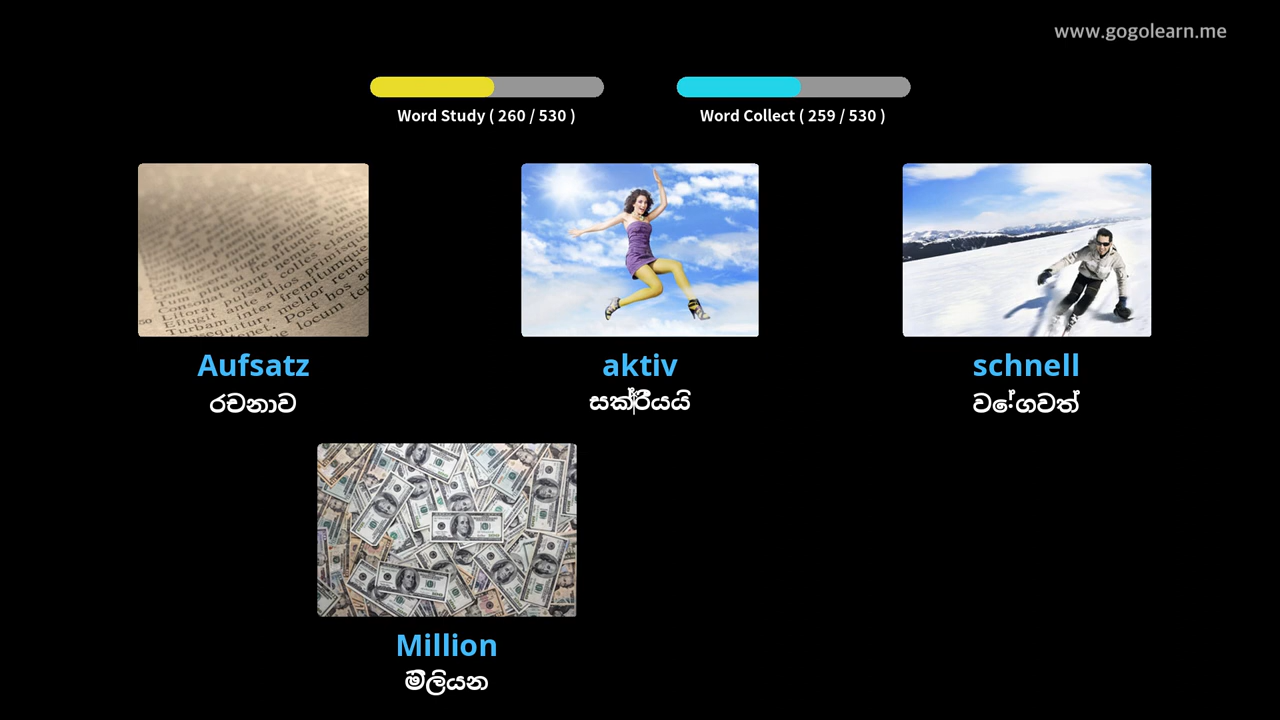 www.gogolearn.me
Word Study ( 260 / 530 )
Word Collect ( 259 / 530 )
Aufsatz
රචනාව
aktiv
සක්‍රීයයි
schnell
වේගවත්
Million
මිලියන